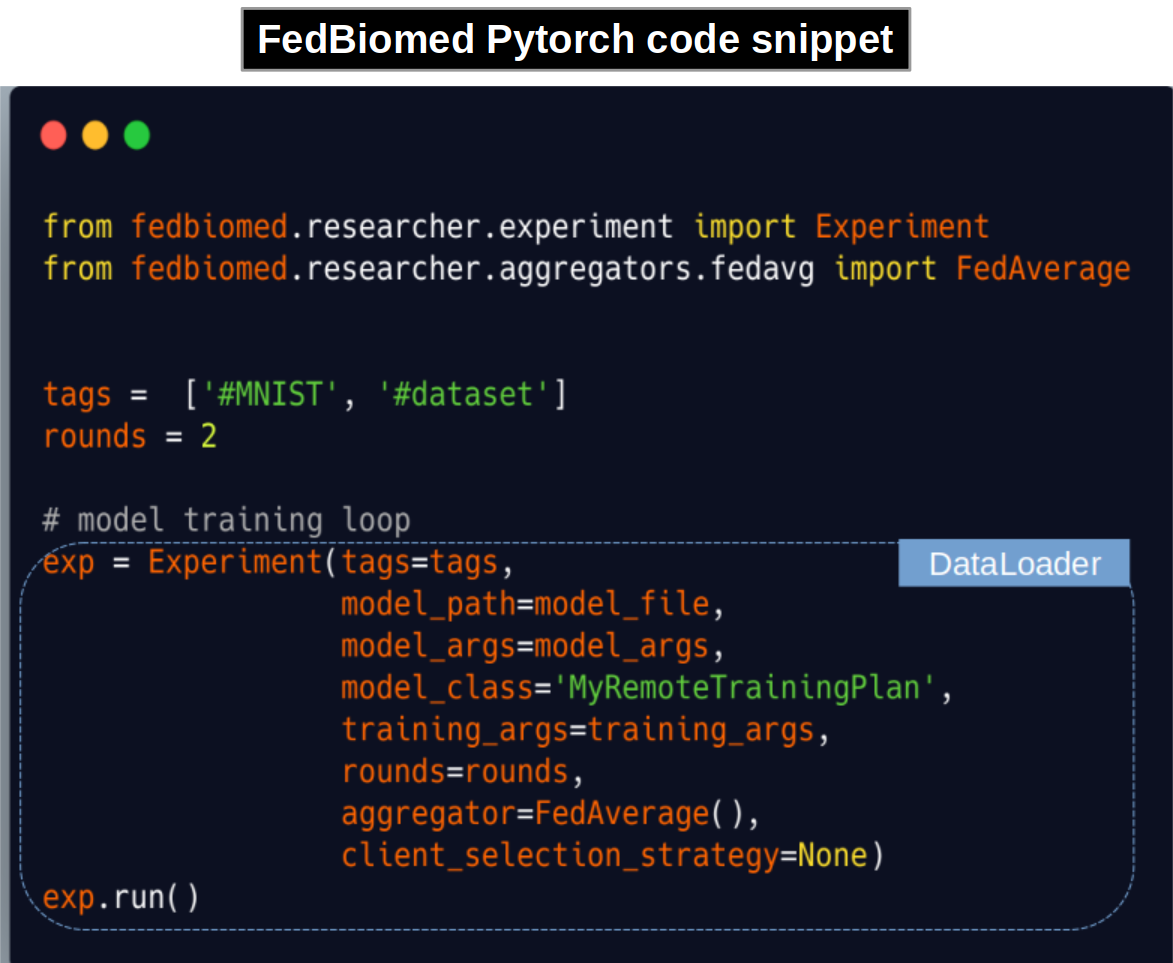 FedBiomed Pytorch code snippet
from fedbiomed.researcher.experiment import Experiment
from fedbiomed.researcher.aggregators.fedavg import FedAverage
tags =  ['#MNIST', '#dataset']
rounds = 2
# model training loop
DataLoader
exp = Experiment(tags=tags,
                 model_path=model_file,
                 model_args=model_args,
                 model_class='MyRemoteTrainingPlan',
                 training_args=training_args,
                 rounds=rounds,
                 aggregator=FedAverage(),
                 client_selection_strategy=None)
exp.run()